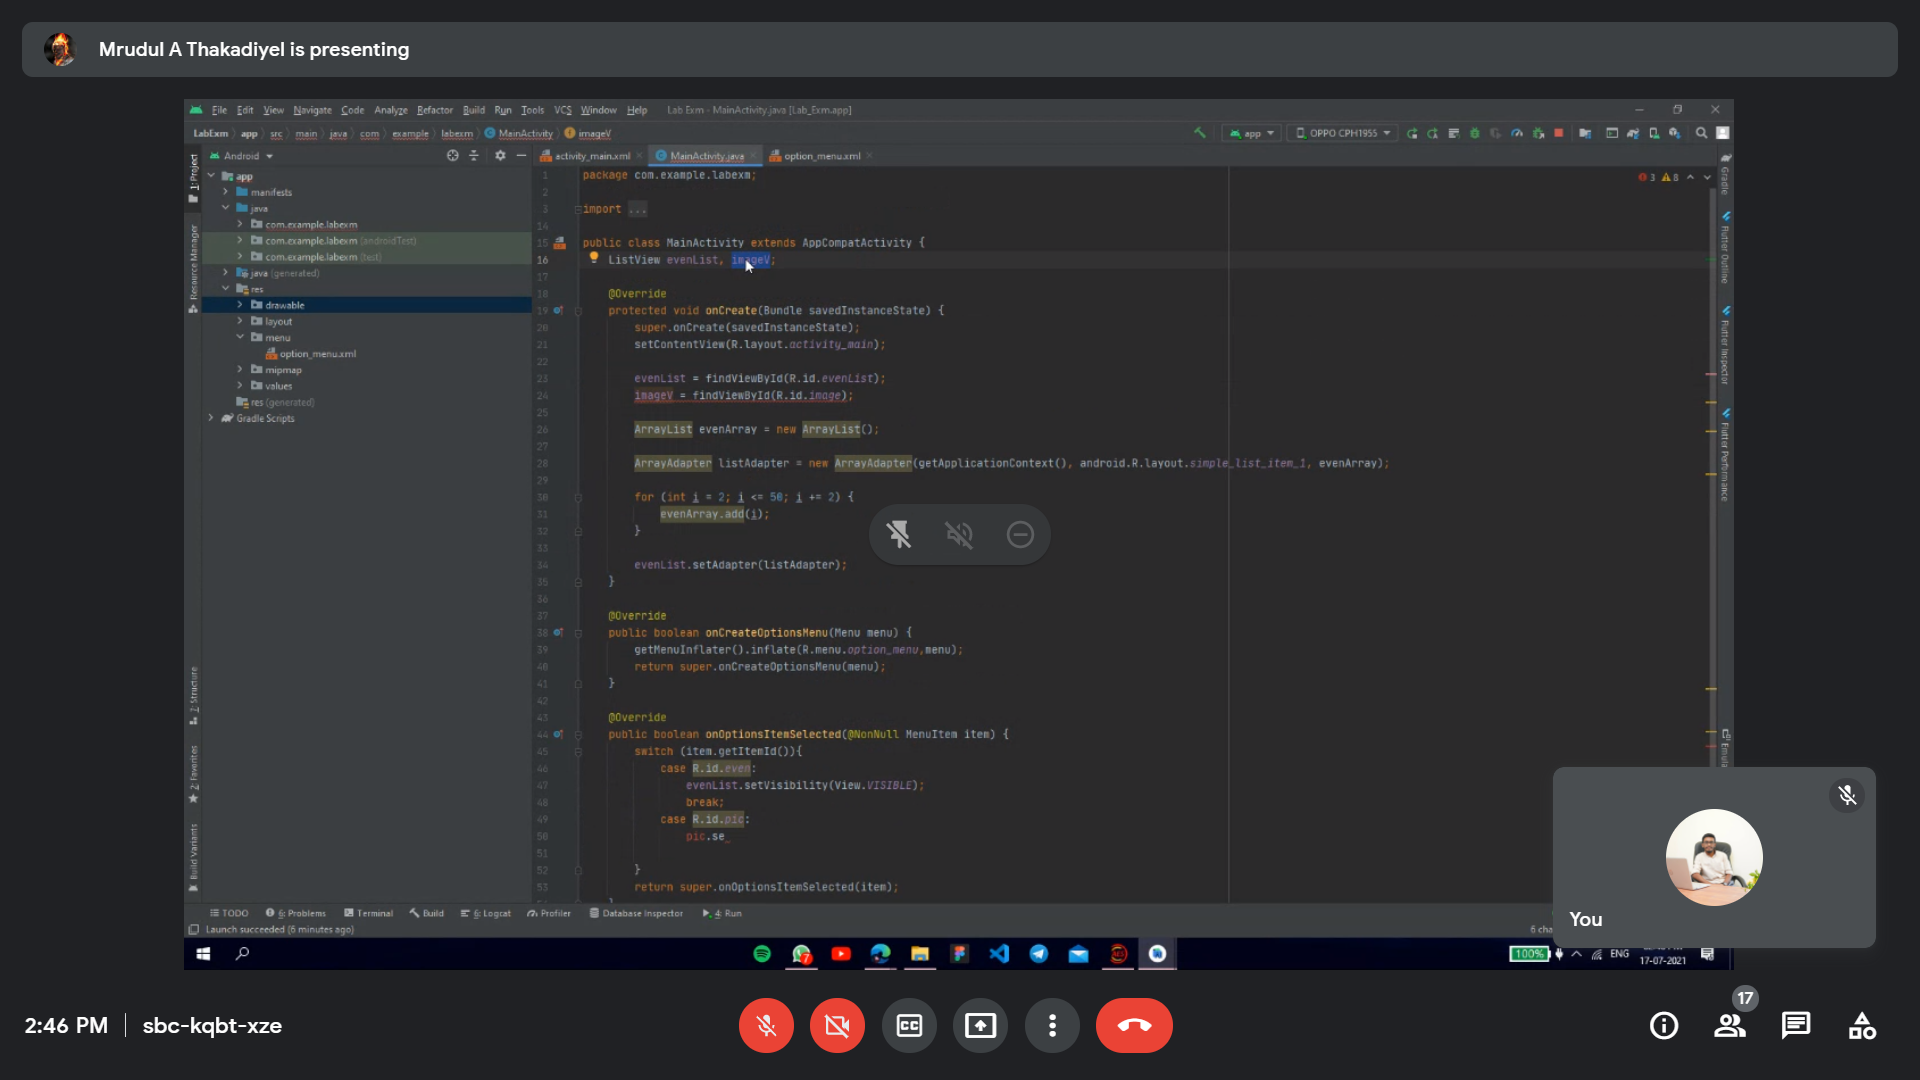 Mrudul A Thakadiyel is presenting
File Edit View Navigate Code Analyze Refactor Build Run Tools VCS Window Help Lab Exm - MainActivity.java [Lab_Exm.app]
LabExm app src main java com example labexm MainActivity imageV
app OPPO CPH1955
Android
activity_main.xml MainActivity.java option_menu.xml
app
manifests
java
com.example.labexm
com.example.labexm (androidTest)
com.example.labexm (test)
java (generated)
res
drawable
layout
menu
option_menu.xml
mipmap
values
res (generated)
Gradle Scripts
1: Project
Resource Manager
Z: Structure
2: Favorites
Build Variants
3 8
1 package com.example.labexm;
2
3 import ...
14
15 public class MainActivity extends AppCompatActivity {
16 ListView evenList, imageV;
17
18 @Override
19 protected void onCreate(Bundle savedInstanceState) {
20 super.onCreate(savedInstanceState);
21 setContentView(R.layout.activity_main);
22
23 evenList = findViewById(R.id.evenList);
24 imageV = findViewById(R.id.image);
25
26 ArrayList evenArray = new ArrayList();
27
28 ArrayAdapter listAdapter = new ArrayAdapter(getApplicationContext(), android.R.layout.simple_list_item_1, evenArray);
29
30 for (int i = 2; i <= 50; i += 2) {
31 evenArray.add(i);
32 }
33
34 evenList.setAdapter(listAdapter);
35 }
36
37 @Override
38 public boolean onCreateOptionsMenu(Menu menu) {
39 getMenuInflater().inflate(R.menu.option_menu,menu);
40 return super.onCreateOptionsMenu(menu);
41 }
42
43 @Override
44 public boolean onOptionsItemSelected(@NonNull MenuItem item) {
45 switch (item.getItemId()){
46 case R.id.even:
47 evenList.setVisibility(View.VISIBLE);
48 break;
49 case R.id.pic:
50 pic.se_
51
52 }
53 return super.onOptionsItemSelected(item);
Gradle
Flutter Outline
Flutter Inspector
Flutter Performance
TODO 6: Problems Terminal Build 6: Logcat Profiler Database Inspector 4: Run
Launch succeeded (6 minutes ago)
6 cha
7
100% ENG
17-07-2021
You
2:46 PM sbc-kqbt-xze
CC
17